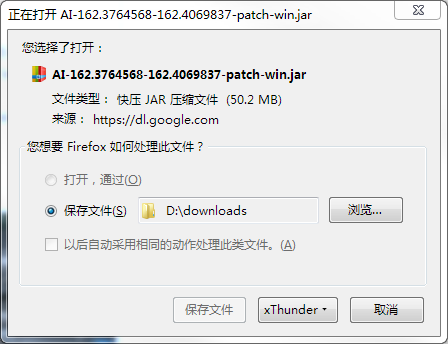 正在打开 AI-162.3764568-162.4069837-patch-win.jar
您选择了打开：
AI-162.3764568-162.4069837-patch-win.jar
文件类型： 快压 JAR 压缩文件 (50.2 MB)
来源： https://dl.google.com
您想要 Firefox 如何处理此文件？
打开，通过(O)
保存文件(S) D:\downloads 浏览...
以后自动采用相同的动作处理此类文件。(A)
保存文件 xThunder 取消